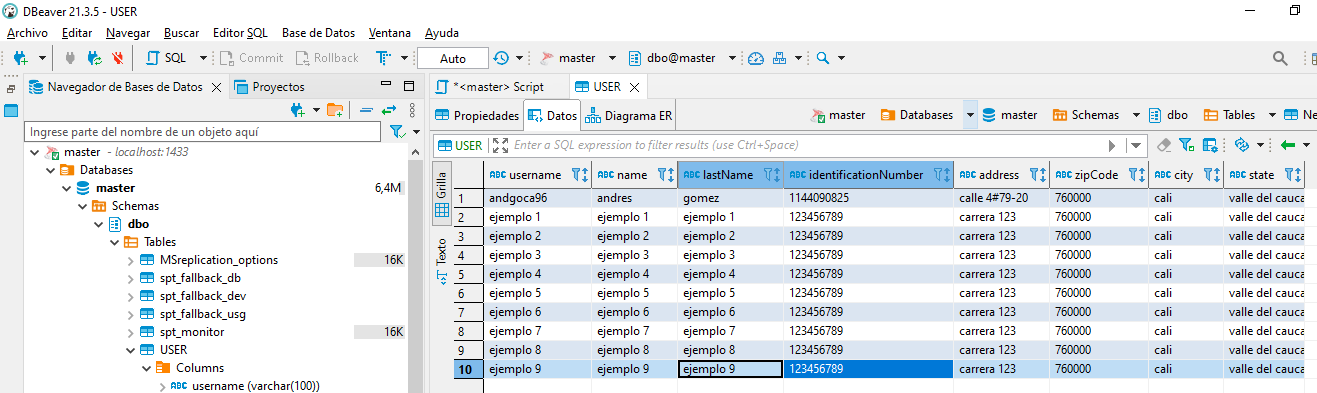 DBeaver 21.3.5 - USER
Archivo Editar Navegar Buscar Editor SQL Base de Datos Ventana Ayuda
SQL Commit Rollback Auto master dbo@master
Navegador de Bases de Datos Proyectos
Ingrese parte del nombre de un objeto aquí
master - localhost:1433
Databases
master 6,4M
Schemas
dbo
Tables
MSreplication_options 16K
spt_fallback_db
spt_fallback_dev
spt_fallback_usg
spt_monitor 16K
USER
Columns
ABC username (varchar(100))
*<master> Script USER
Propiedades Datos Diagrama ER master Databases master Schemas dbo Tables Ne
USER Enter a SQL expression to filter results (use Ctrl+Space)
Grilla
Texto
ABC username ABC name ABC lastName ABC identificationNumber ABC address ABC zipCode ABC city ABC state
1 andgoca96 andres gomez 1144090825 calle 4#79-20 760000 cali valle del cauca
2 ejemplo 1 ejemplo 1 ejemplo 1 123456789 carrera 123 760000 cali valle del cauca
3 ejemplo 2 ejemplo 2 ejemplo 2 123456789 carrera 123 760000 cali valle del cauca
4 ejemplo 3 ejemplo 3 ejemplo 3 123456789 carrera 123 760000 cali valle del cauca
5 ejemplo 4 ejemplo 4 ejemplo 4 123456789 carrera 123 760000 cali valle del cauca
6 ejemplo 5 ejemplo 5 ejemplo 5 123456789 carrera 123 760000 cali valle del cauca
7 ejemplo 6 ejemplo 6 ejemplo 6 123456789 carrera 123 760000 cali valle del cauca
8 ejemplo 7 ejemplo 7 ejemplo 7 123456789 carrera 123 760000 cali valle del cauca
9 ejemplo 8 ejemplo 8 ejemplo 8 123456789 carrera 123 760000 cali valle del cauca
10 ejemplo 9 ejemplo 9 ejemplo 9 123456789 carrera 123 760000 cali valle del cauca